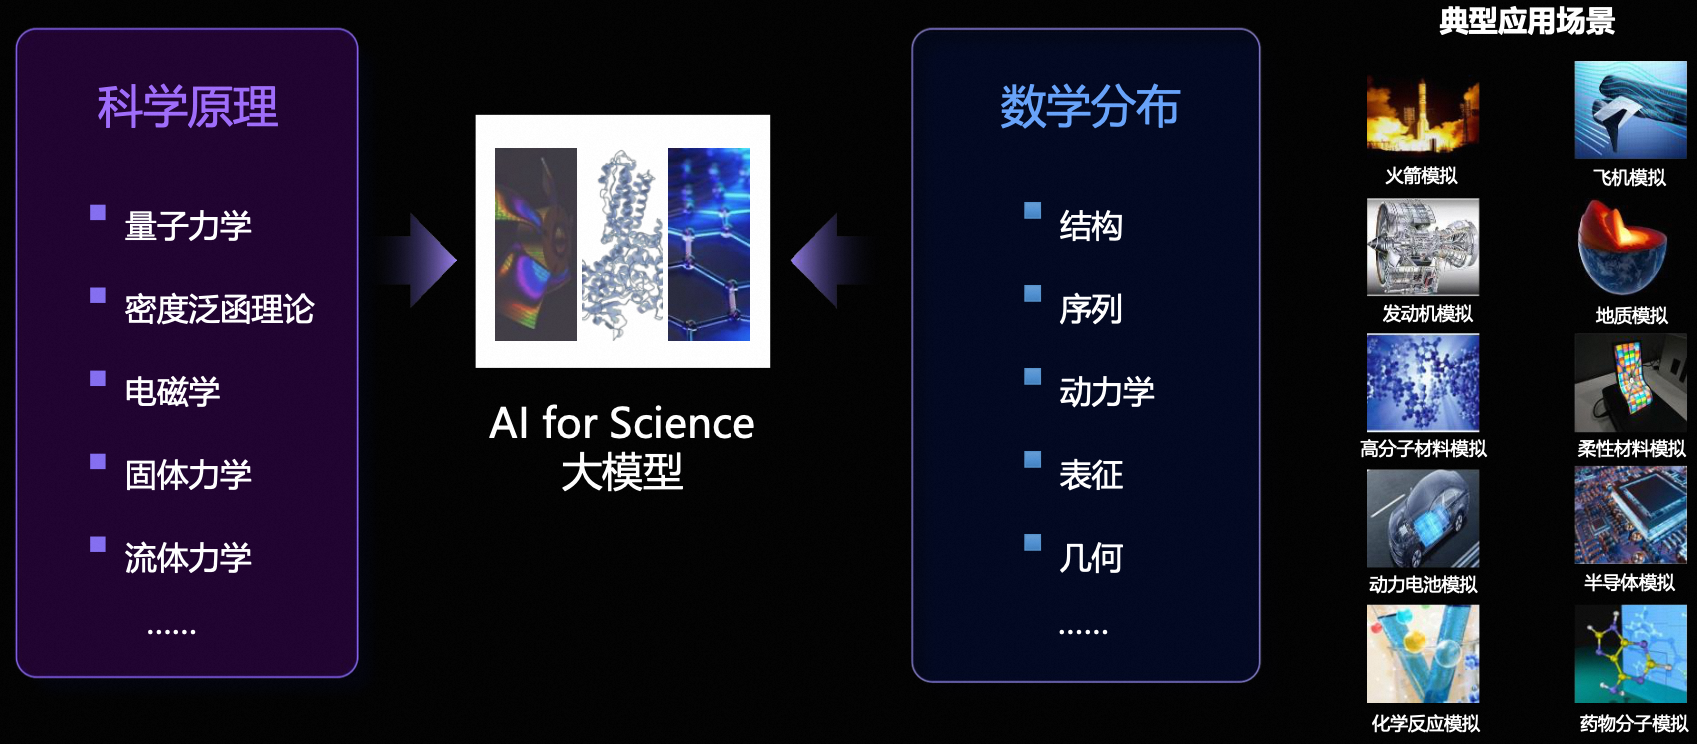 科学原理
量子力学
密度泛函理论
电磁学
固体力学
流体力学
......
AI for Science
大模型
数学分布
结构
序列
动力学
表征
几何
......
典型应用场景
火箭模拟
飞机模拟
发动机模拟
地质模拟
高分子材料模拟
柔性材料模拟
动力电池模拟
半导体模拟
化学反应模拟
药物分子模拟